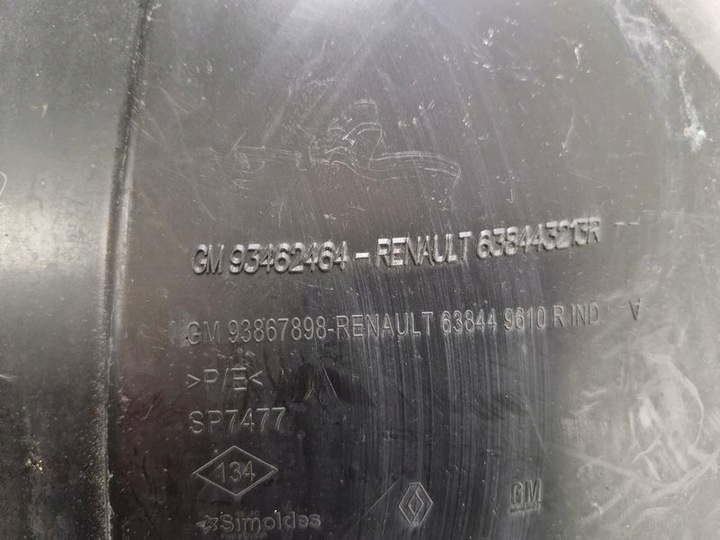 GM 93462464 - RENAULT 638443213R --
GM 93867898-RENAULT 63844 9610 R IND A
>P/E<
SP7477
134
GM
Simoldes